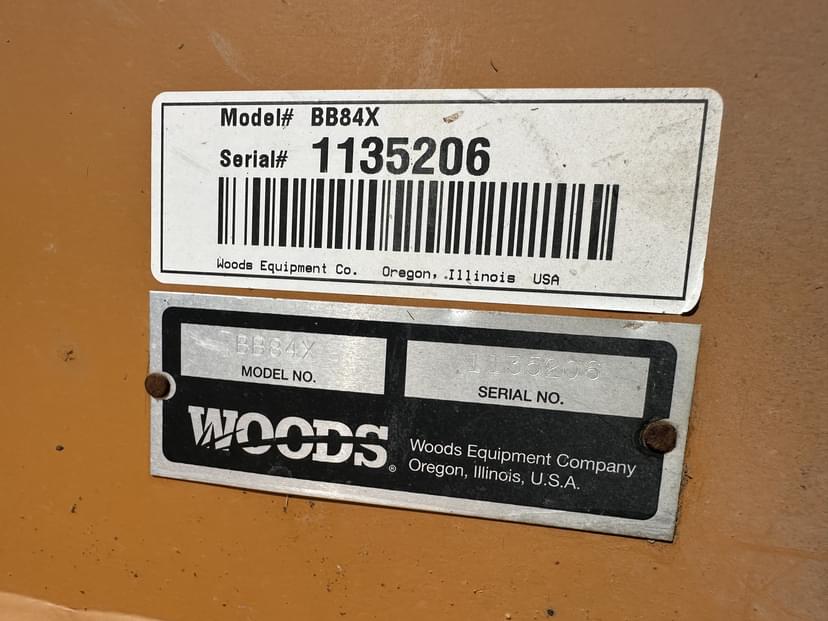 Model# BB84X
Serial# 1135206
Woods Equipment Co. Oregon, Illinois USA
BB84X
MODEL NO.
1135206
SERIAL NO.
WOODS®
Woods Equipment Company
Oregon, Illinois, U.S.A.